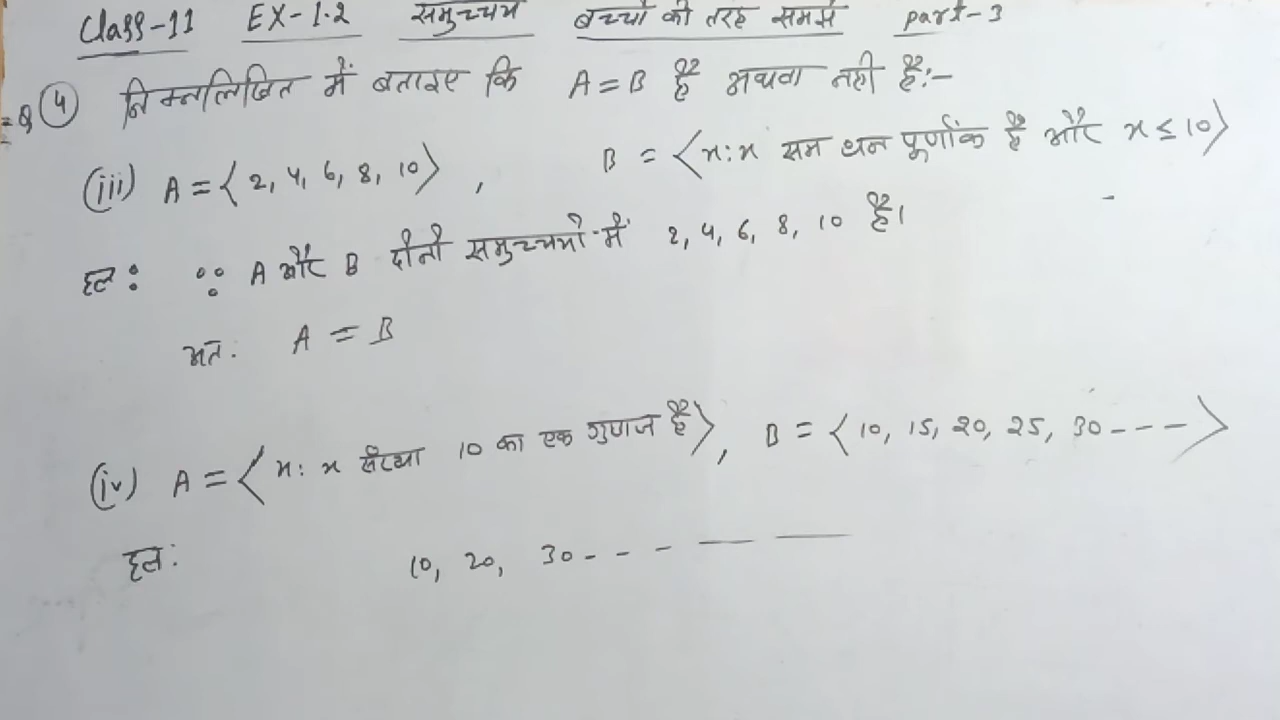 Class-11 EX-1.2 समुच्चय बच्चों की तरह समझे part-3
Q ④ निम्नलिखित में बताइए कि A=B है अथवा नही है:-
(iii) A = { 2, 4, 6, 8, 10 } , B = { x:x सम धन पूर्णांक है और x ≤ 10 }
हल: ∵ A और B दोनों समुच्चयों में 2, 4, 6, 8, 10 है।
अत: A = B
(iv) A = { x: x संख्या 10 का एक गुणज है } , B = { 10, 15, 20, 25, 30 --- }
हल: 10, 20, 30 - - - — —